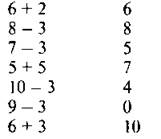 6 + 2 6
8 – 3 8
7 – 3 5
5 + 5 7
10 – 3 4
9 – 3 0
6 + 3 10